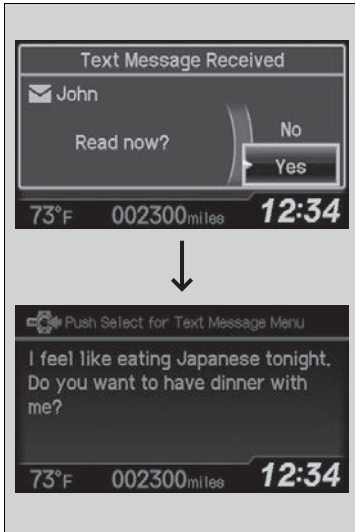 Text Message Received
John
Read now?
No
Yes
73°F 002300miles 12:34
Push Select for Text Message Menu
I feel like eating Japanese tonight.
Do you want to have dinner with
me?
73°F 002300miles 12:34